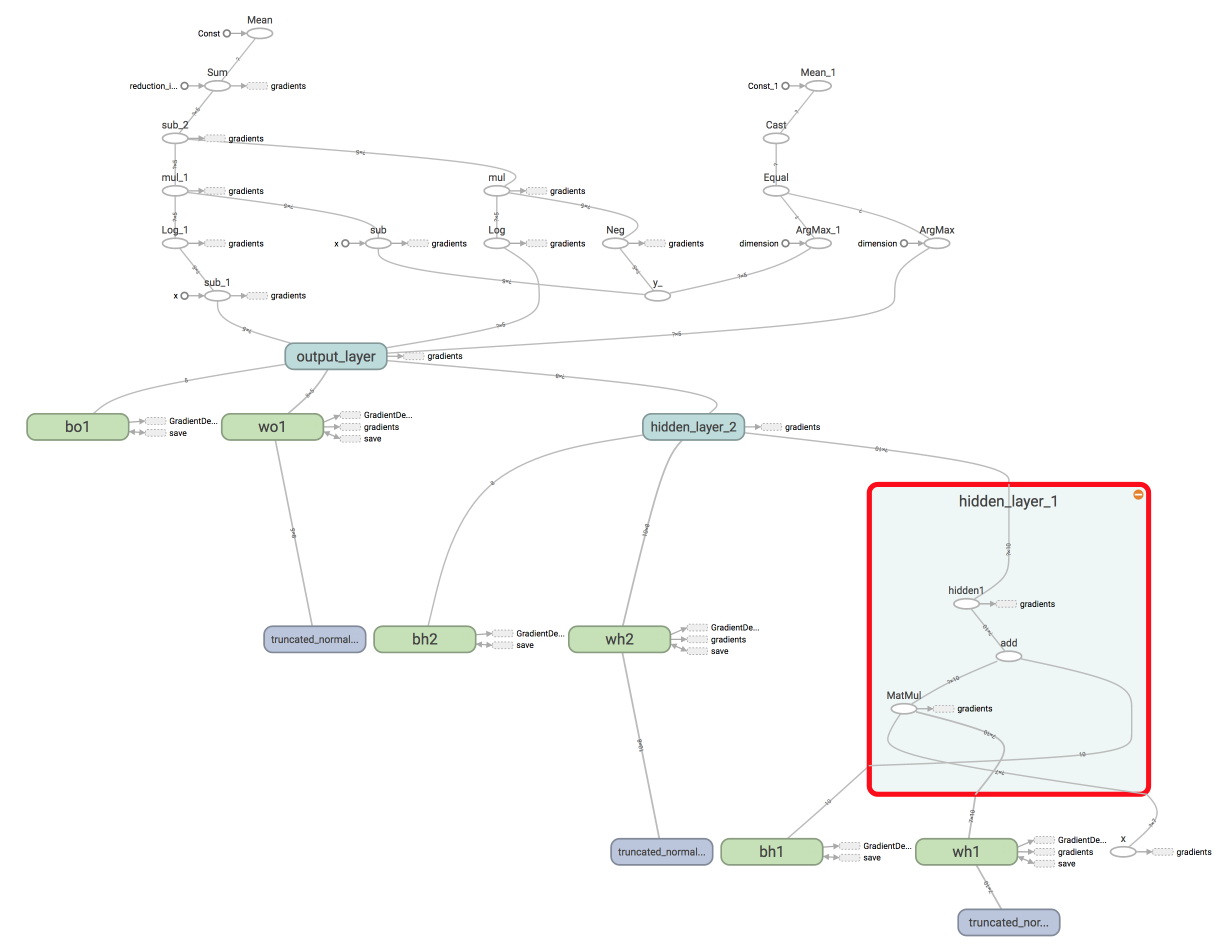 Mean
Const
Sum
reduction_i...
gradients
Mean_1
Const_1
sub_2
gradients
Cast
mul_1
gradients
mul
gradients
Equal
Log_1
gradients
x
sub
gradients
Log
gradients
Neg
gradients
dimension
ArgMax_1
dimension
ArgMax
x
sub_1
gradients
y_
output_layer
gradients
bo1
GradientDe...
save
wo1
GradientDe...
gradients
save
hidden_layer_2
gradients
hidden_layer_1
hidden1
gradients
add
MatMul
gradients
truncated_normal...
bh2
GradientDe...
save
wh2
GradientDe...
gradients
save
truncated_normal...
bh1
GradientDe...
save
wh1
GradientDe...
gradients
save
x
gradients
truncated_nor...